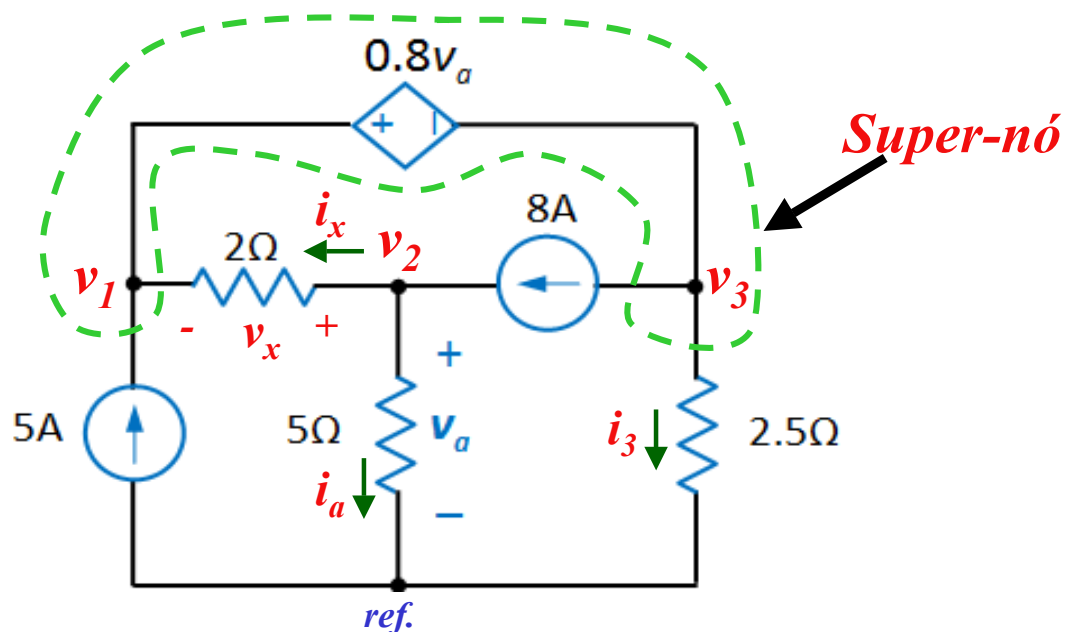 0.8vₐ
+ –
Super-nó
8A
iₓ
2Ω
v₂
v₁
v₃
- vₓ +
+
5A
5Ω
vₐ
i₃
2.5Ω
iₐ
–
ref.